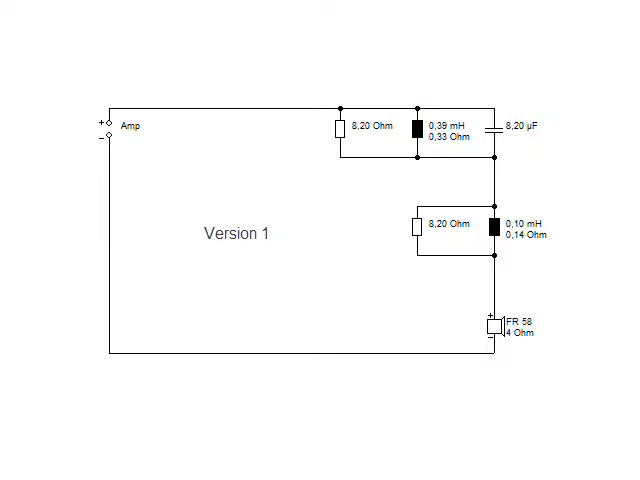 +
Amp
−
8,20 Ohm
0,39 mH
0,33 Ohm
8,20 µF
Version 1
8,20 Ohm
0,10 mH
0,14 Ohm
+
FR 58
4 Ohm
−